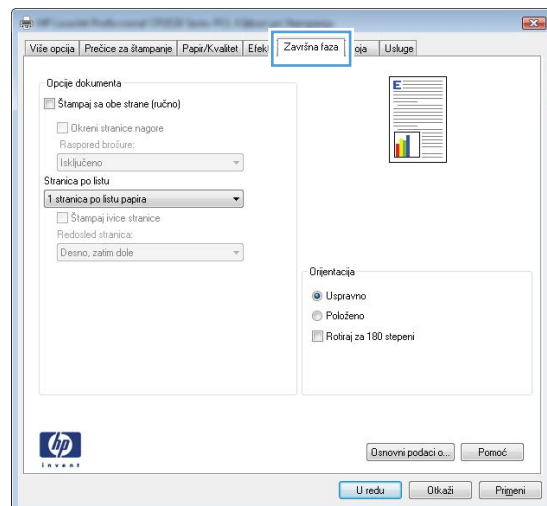 Više opcija Prečice za štampanje Papir/Kvalitet Završna faza Usluge
Opcije dokumenta
Štampaj sa obe strane (ručno)
Okreni stranice nagore
Raspored brošure:
Isključeno
Stranica po listu
1 stranica po listu papira
Štampaj ivice stranice
Redosled stranica:
Desno, zatim dole
E
Orijentacija
Uspravno
Položeno
Rotiraj za 180 stepeni
hp
invent
Osnovni podaci o... Pomoć
U redu Otkaži Primeni